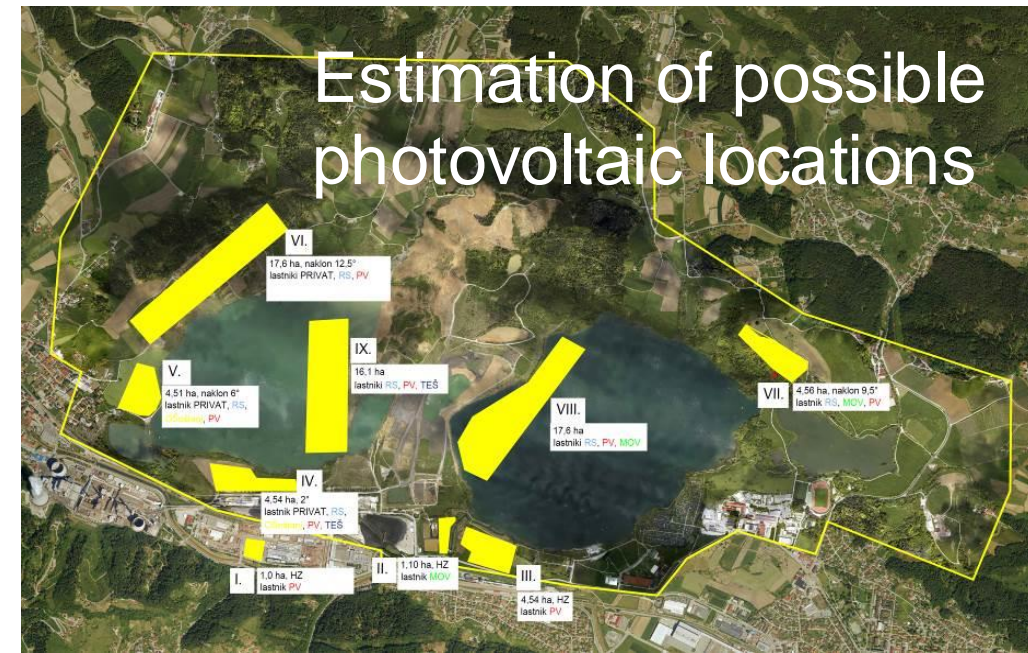 Estimation of possible
photovoltaic locations
VI.
17,6 ha, naklon 12,5°
lastniki PRIVAT, RS, PV
IX.
16,1 ha
lastniki RS, PV, TEŠ
V.
4,51 ha, naklon 6°
lastnik PRIVAT, RS,
PV
VII.
4,56 ha, naklon 9,5°
lastnik RS, MOV, PV
VIII.
17,6 ha
lastniki RS, PV, MOV
IV.
4,54 ha, 2°
lastnik PRIVAT, RS,
PV, TEŠ
I.
1,0 ha, HZ
lastnik PV
II.
1,10 ha, HZ
lastnik MOV
III.
4,54 ha, HZ
lastnik PV